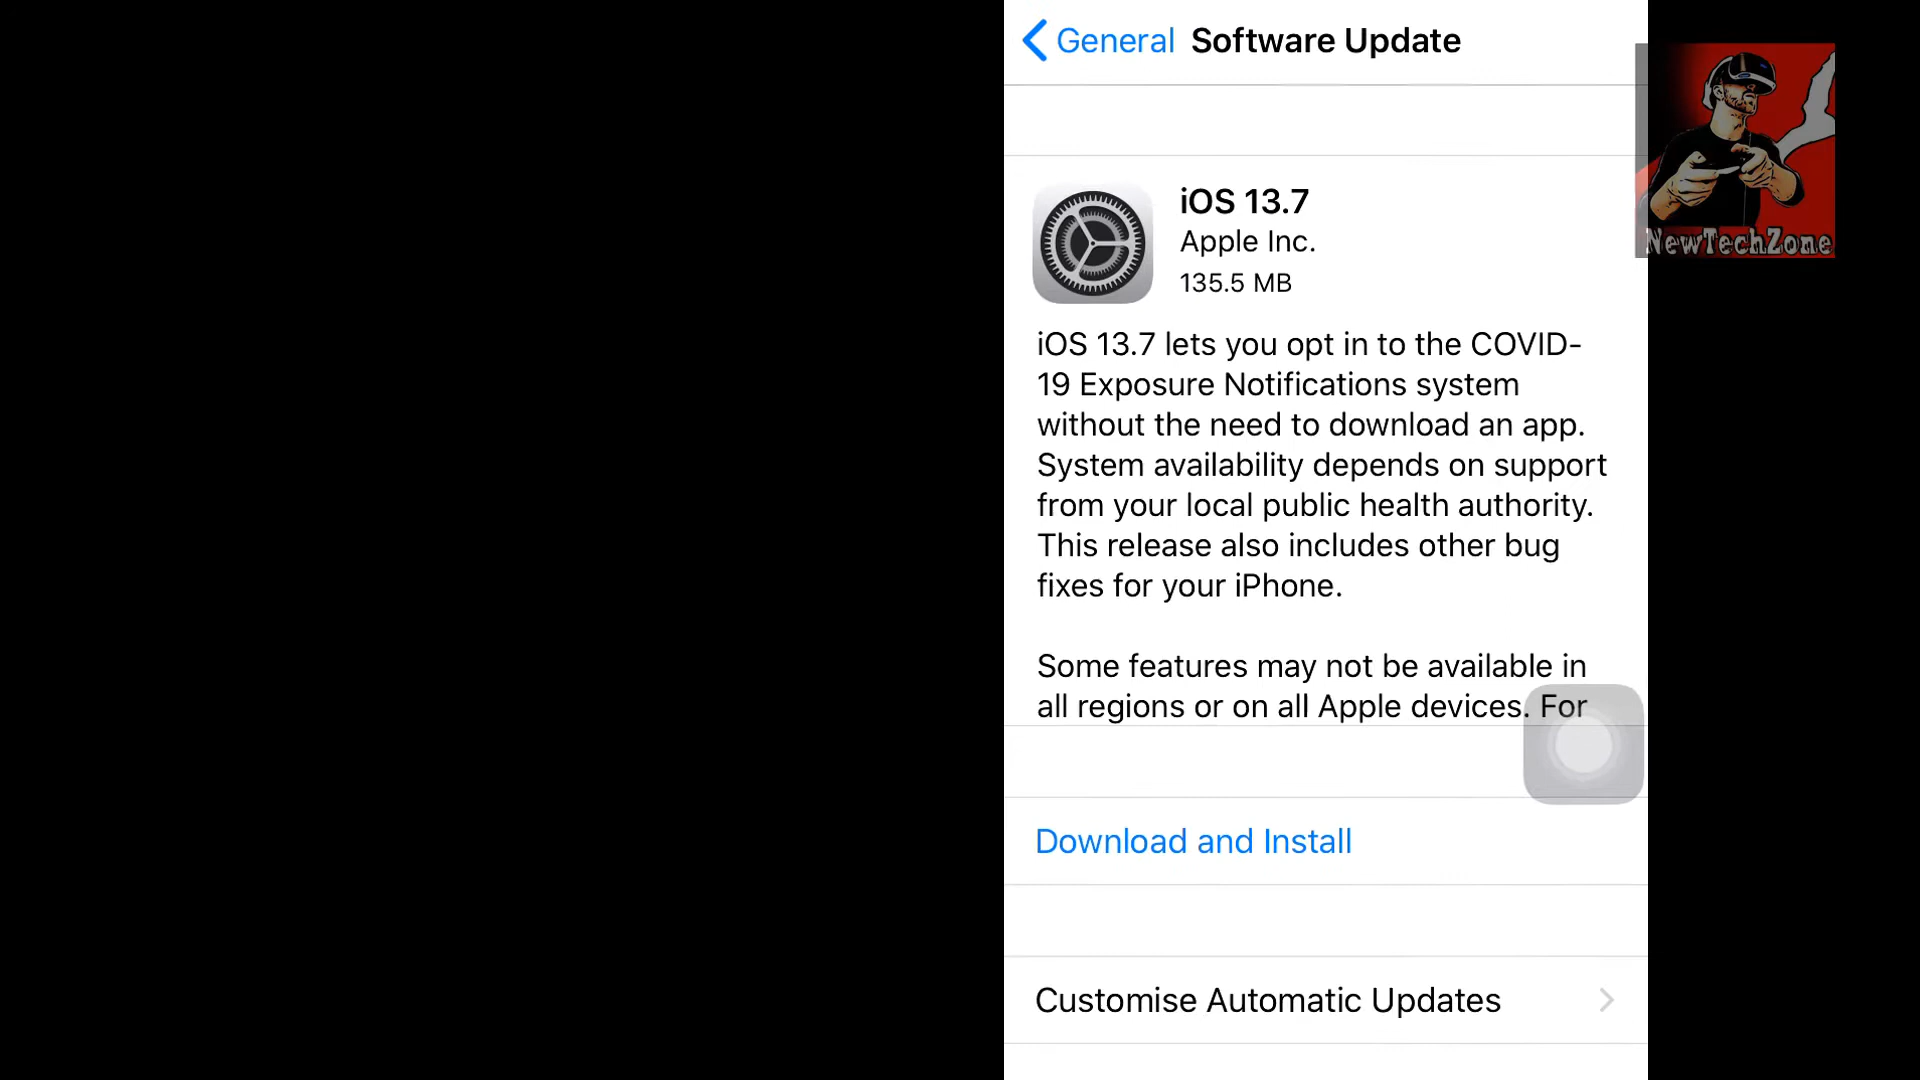 General
Software Update
NewTechZone
iOS 13.7
Apple Inc.
135.5 MB
iOS 13.7 lets you opt in to the COVID-
19 Exposure Notifications system
without the need to download an app.
System availability depends on support
from your local public health authority.
This release also includes other bug
fixes for your iPhone.
Some features may not be available in
all regions or on all Apple devices. For
Download and Install
Customise Automatic Updates